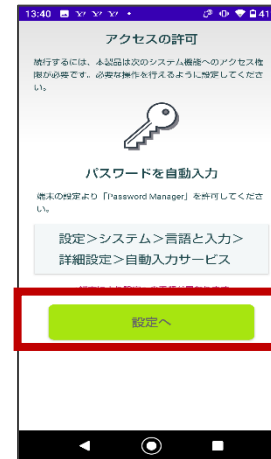 13:40
41
アクセスの許可
続行するには、本製品は次のシステム機能へのアクセス権
限が必要です。必要な操作を行えるように設定してくださ
い。
パスワードを自動入力
端末の設定より「Password Manager」を許可してくださ
い。
設定>システム>言語と入力>
詳細設定>自動入力サービス
設定へ